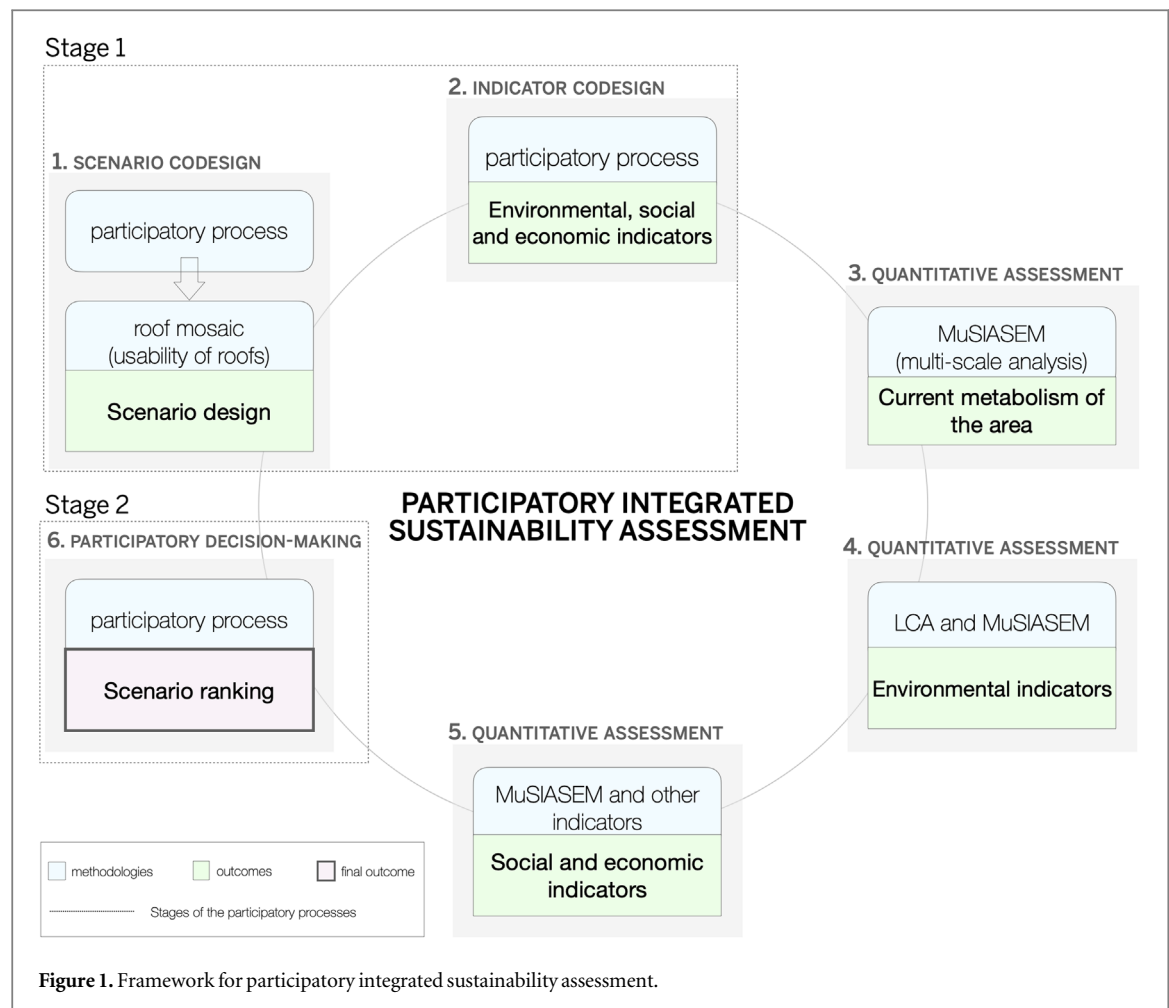 Stage 1
1. SCENARIO CODESIGN
participatory process
roof mosaic
(usability of roofs)
Scenario design
2. INDICATOR CODESIGN
participatory process
Environmental, social
and economic indicators
3. QUANTITATIVE ASSESSMENT
MuSIASEM
(multi-scale analysis)
Current metabolism of
the area
PARTICIPATORY INTEGRATED
SUSTAINABILITY ASSESSMENT
4. QUANTITATIVE ASSESSMENT
LCA and MuSIASEM
Environmental indicators
5. QUANTITATIVE ASSESSMENT
MuSIASEM and other
indicators
Social and economic
indicators
Stage 2
6. PARTICIPATORY DECISION-MAKING
participatory process
Scenario ranking
methodologies
outcomes
final outcome
Stages of the participatory processes
Figure 1. Framework for participatory integrated sustainability assessment.